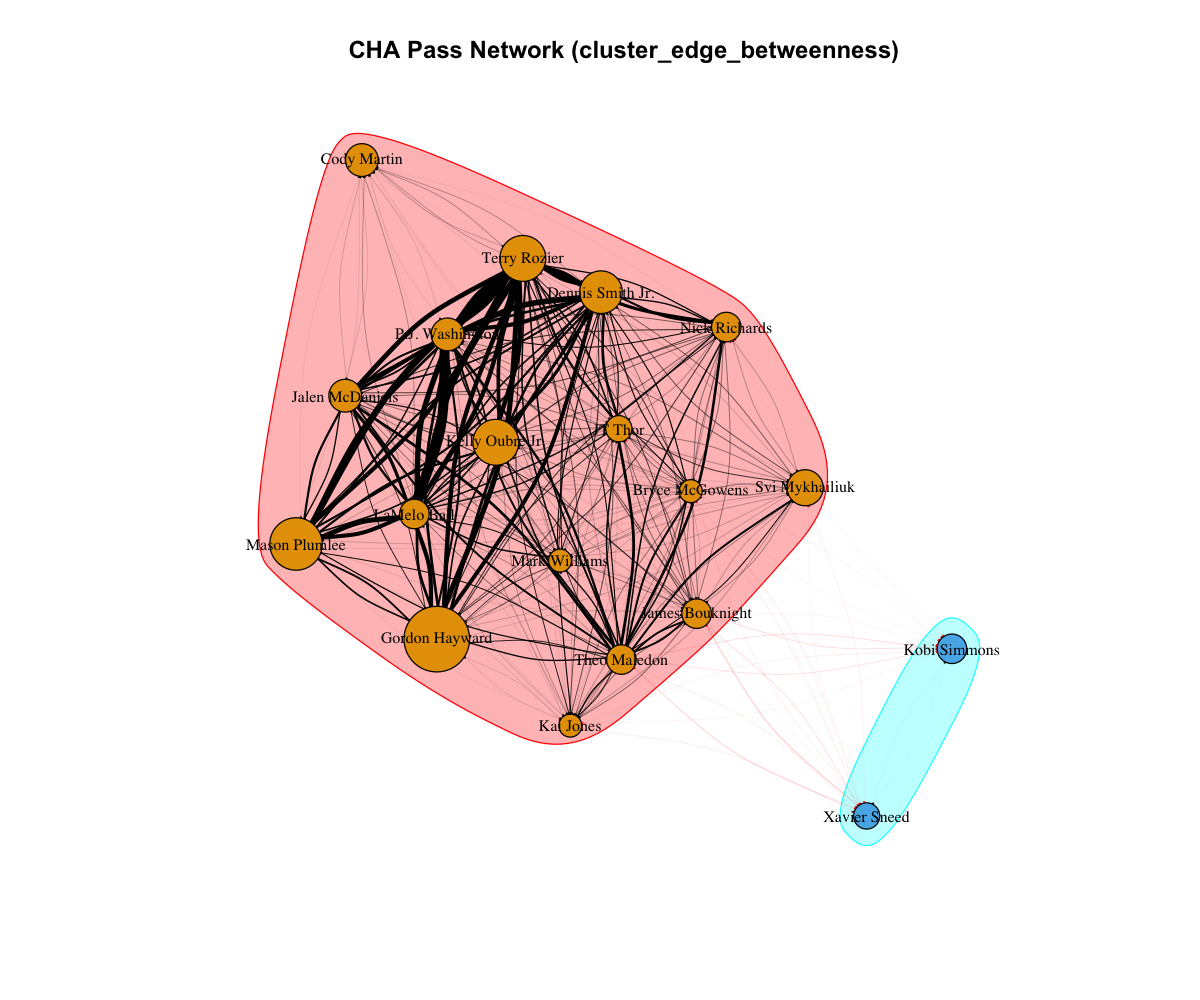 CHA Pass Network (cluster_edge_betweenness)
Cody Martin
Terry Rozier
Dennis Smith Jr.
Nick Richards
P.J. Washington
Jalen McDaniels
JT Thor
Kelly Oubre Jr.
Svi Mykhailiuk
Bryce McGowens
LaMelo Ball
Mason Plumlee
Mark Williams
James Bouknight
Gordon Hayward
Kobi Simmons
Theo Maledon
Kai Jones
Xavier Sneed